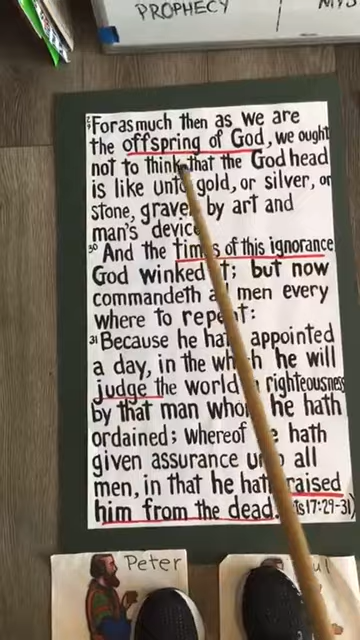 PROPHECY
29 Forasmuch then as we are
the offspring of God, we ought
not to think that the Godhead
is like unto gold, or silver, or
stone, graven by art and
man's device
30 And the times of this ignorance
God winked at; but now
commandeth all men every
where to repent:
31 Because he hath appointed
a day, in the which he will
judge the world in righteousness
by that man whom he hath
ordained; whereof he hath
given assurance unto all
men, in that he hath raised
him from the dead. 17:29-31)
Peter